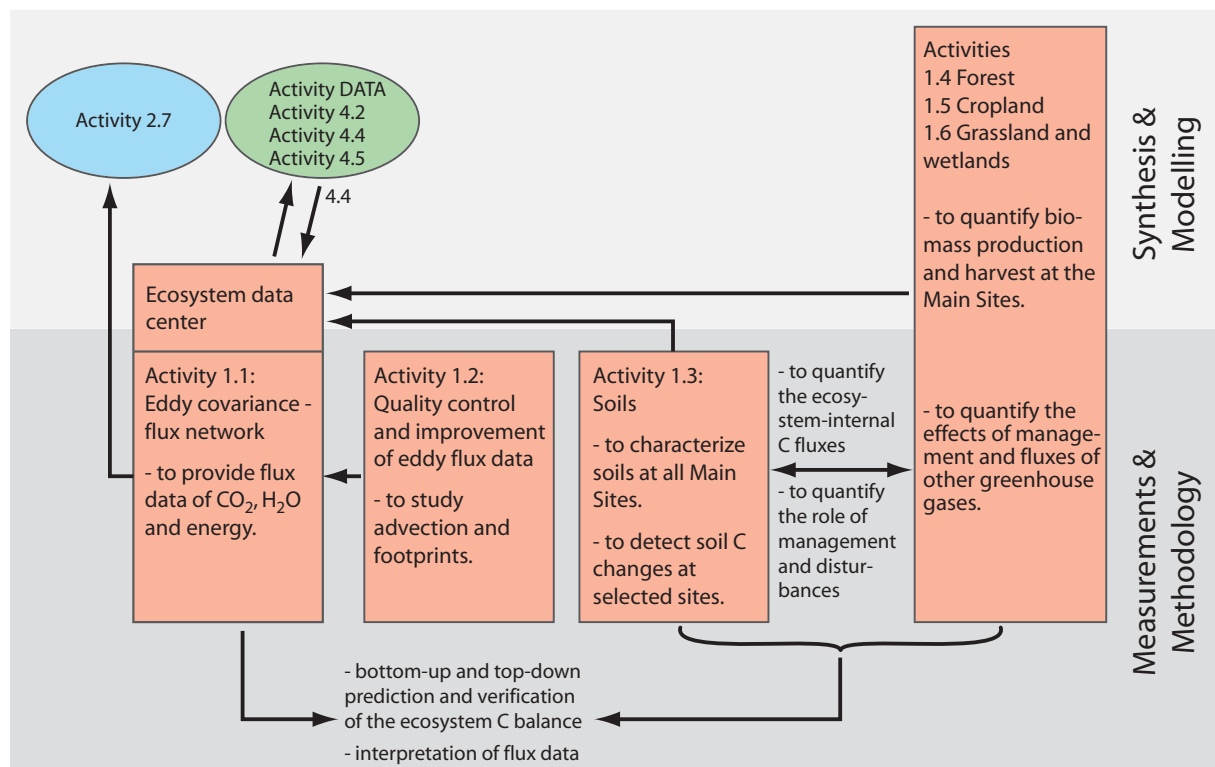 Activity 2.7
Activity DATA
Activity 4.2
Activity 4.4
Activity 4.5
4.4
Activities
1.4 Forest
1.5 Cropland
1.6 Grassland and
wetlands
- to quantify bio-
mass production
and harvest at the
Main Sites.
- to quantify the
effects of manage-
ment and fluxes of
other greenhouse
gases.
Synthesis &
Modelling
Ecosystem data
center
Activity 1.1:
Eddy covariance -
flux network
- to provide flux
data of CO2, H2O
and energy.
Activity 1.2:
Quality control
and improvement
of eddy flux data
- to study
advection and
footprints.
Activity 1.3:
Soils
- to characterize
soils at all Main
Sites.
- to detect soil C
changes at
selected sites.
- to quantify
the ecosy-
stem-internal
C fluxes
- to quantify
the role of
management
and distur-
bances
Measurements &
Methodology
- bottom-up and top-down
prediction and verification
of the ecosystem C balance
- interpretation of flux data